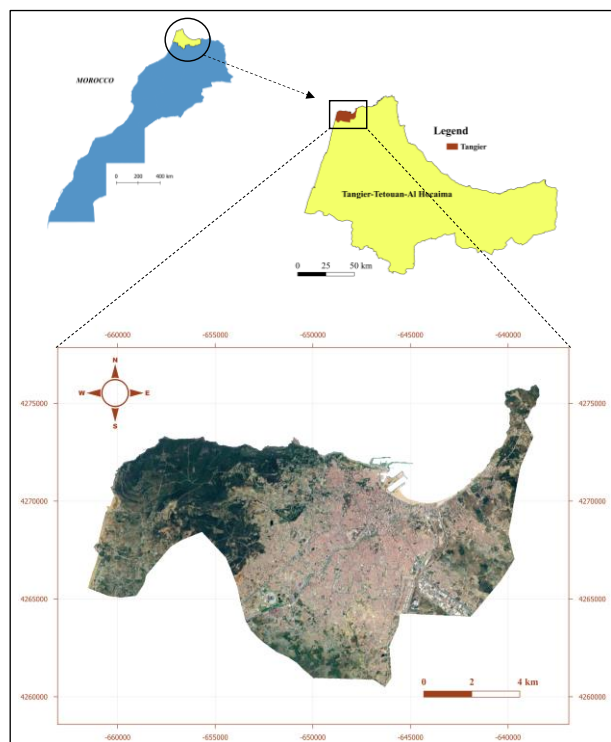 MOROCCO
0 200 400 km
Legend
Tangier
Tangier-Tetouan-Al Hoceima
0 25 50 km
-660000 -655000 -650000 -645000 -640000
N
W E
S
4275000 4275000
4270000 4270000
4265000 4265000
4260000 4260000
0 2 4 km
-660000 -655000 -650000 -645000 -640000